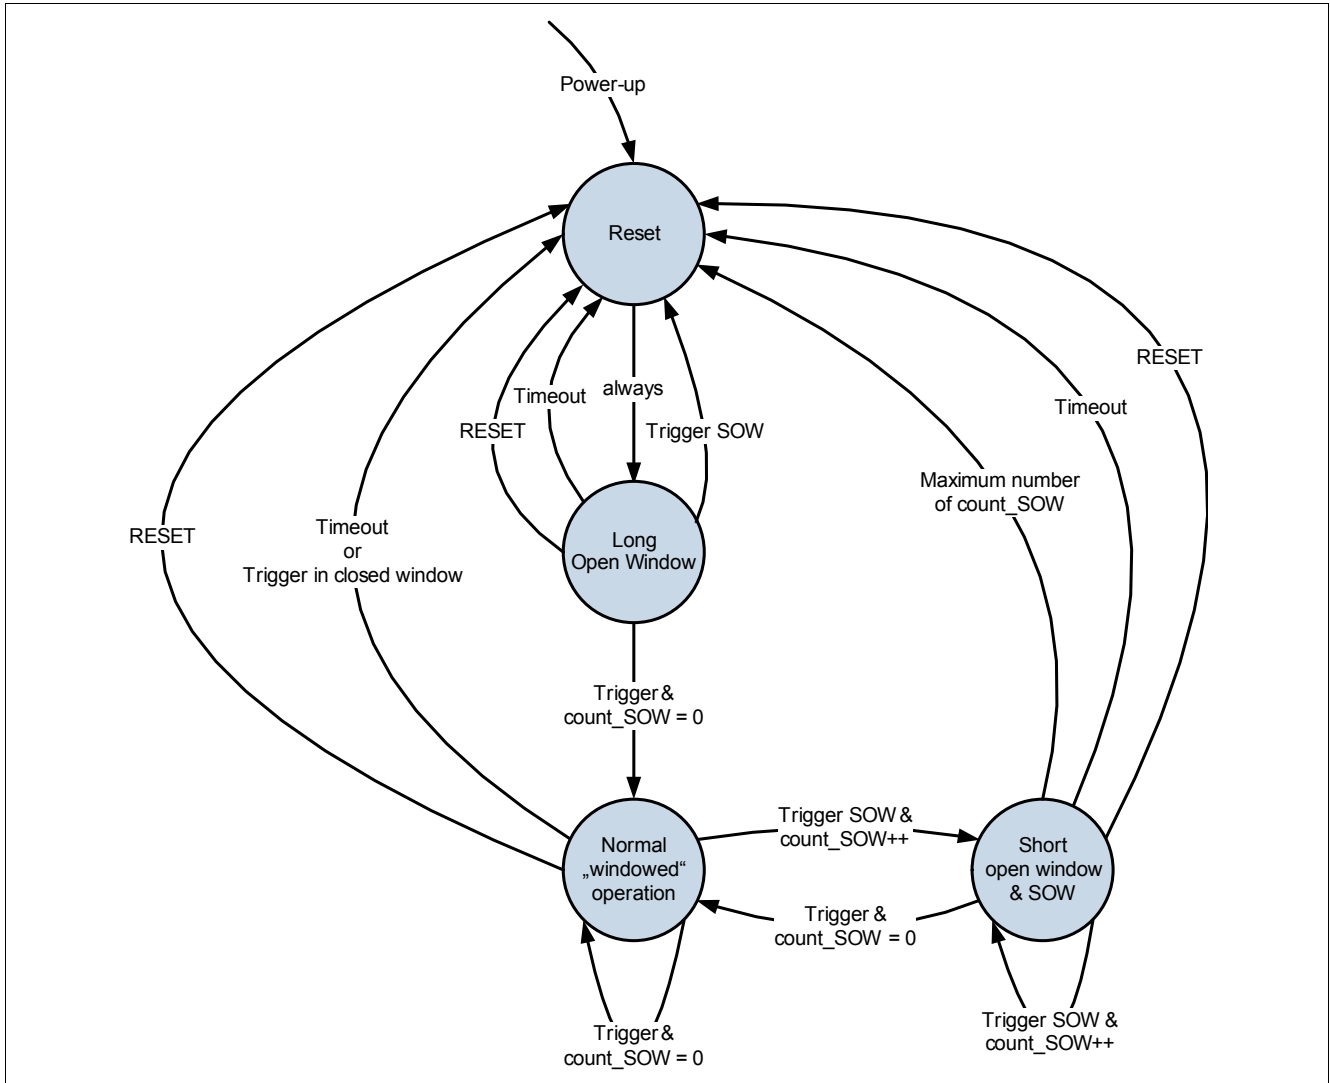 Power-up
Reset
RESET
Timeout
always
Timeout
RESET
Trigger SOW
Maximum number
of count_SOW
RESET
Timeout
or
Trigger in closed window
Long
Open Window
Trigger &
count_SOW = 0
Trigger SOW &
count_SOW++
Normal
„windowed“
operation
Short
open window
& SOW
Trigger &
count_SOW = 0
Trigger &
count_SOW = 0
Trigger SOW &
count_SOW++